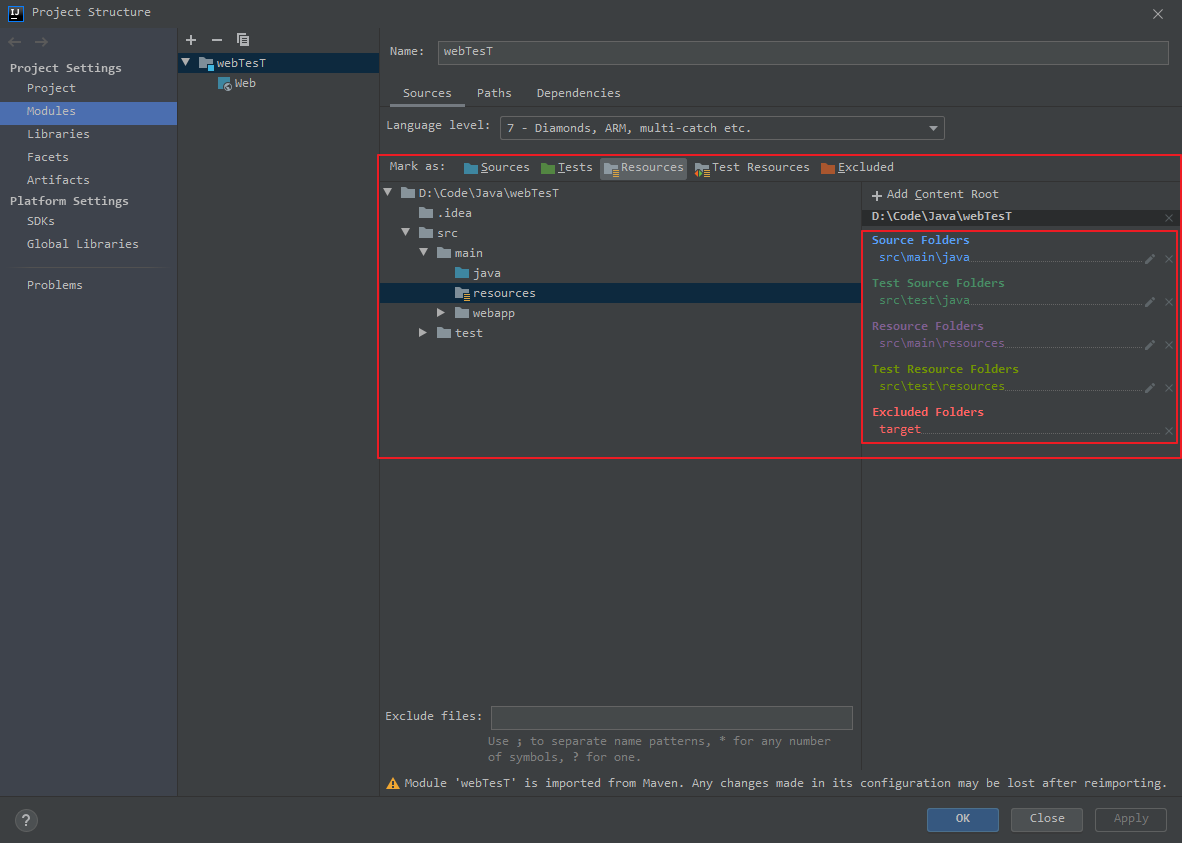 Project Structure
Project Settings
Project
Modules
Libraries
Facets
Artifacts
Platform Settings
SDKs
Global Libraries
Problems
webTesT
Web
Name: webTesT
Sources Paths Dependencies
Language level: 7 - Diamonds, ARM, multi-catch etc.
Mark as: Sources Tests Resources Test Resources Excluded
D:\Code\Java\webTesT
.idea
src
main
java
resources
webapp
test
Add Content Root
D:\Code\Java\webTesT
Source Folders
src\main\java
Test Source Folders
src\test\java
Resource Folders
src\main\resources
Test Resource Folders
src\test\resources
Excluded Folders
target
Exclude files:
Use ; to separate name patterns, * for any number
of symbols, ? for one.
Module 'webTesT' is imported from Maven. Any changes made in its configuration may be lost after reimporting.
? OK Close Apply